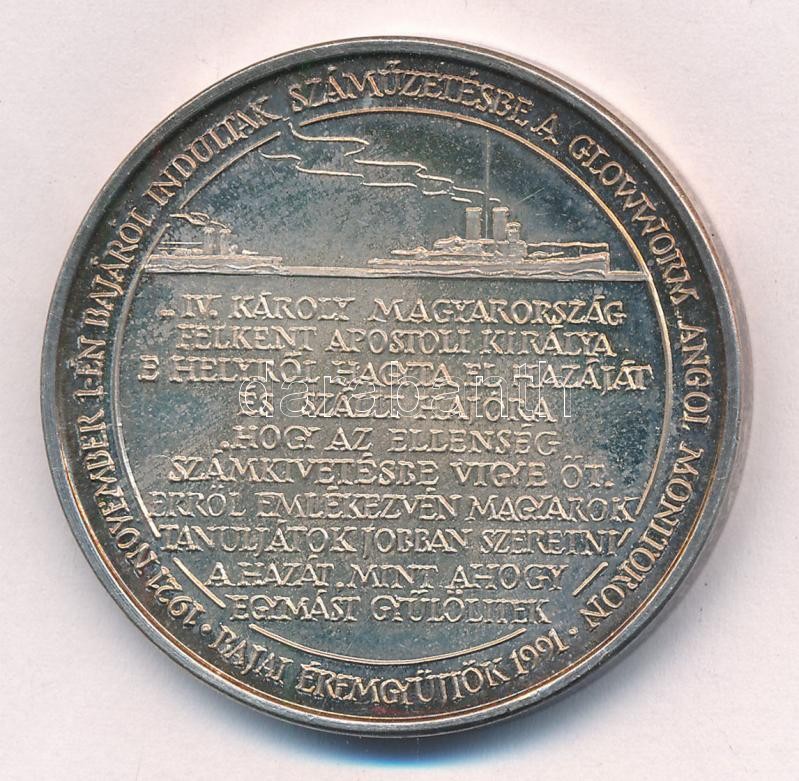 1921 NOVEMBER 1-ÉN BAJÁRÓL INDULTAK SZÁMŰZETÉSBE A GLOWWORM ANGOL MONITORON
· BAJAI ÉREMGYŰJTŐK 1991 ·
„IV. KÁROLY MAGYARORSZÁG
FELKENT APOSTOLI KIRÁLYA
E HELYRŐL HAGYTA EL HAZÁJÁT
ÉS SZÁLLT HAJÓRA
HOGY AZ ELLENSÉG
SZÁMKIVETÉSBE VIGYE ŐT.
ERRŐL EMLÉKEZVÉN MAGYAROK
TANULJÁTOK JOBBAN SZERETNI
A HAZÁT. MINT AHOGY
EGYMÁST GYŰLÖLITEK
databanth